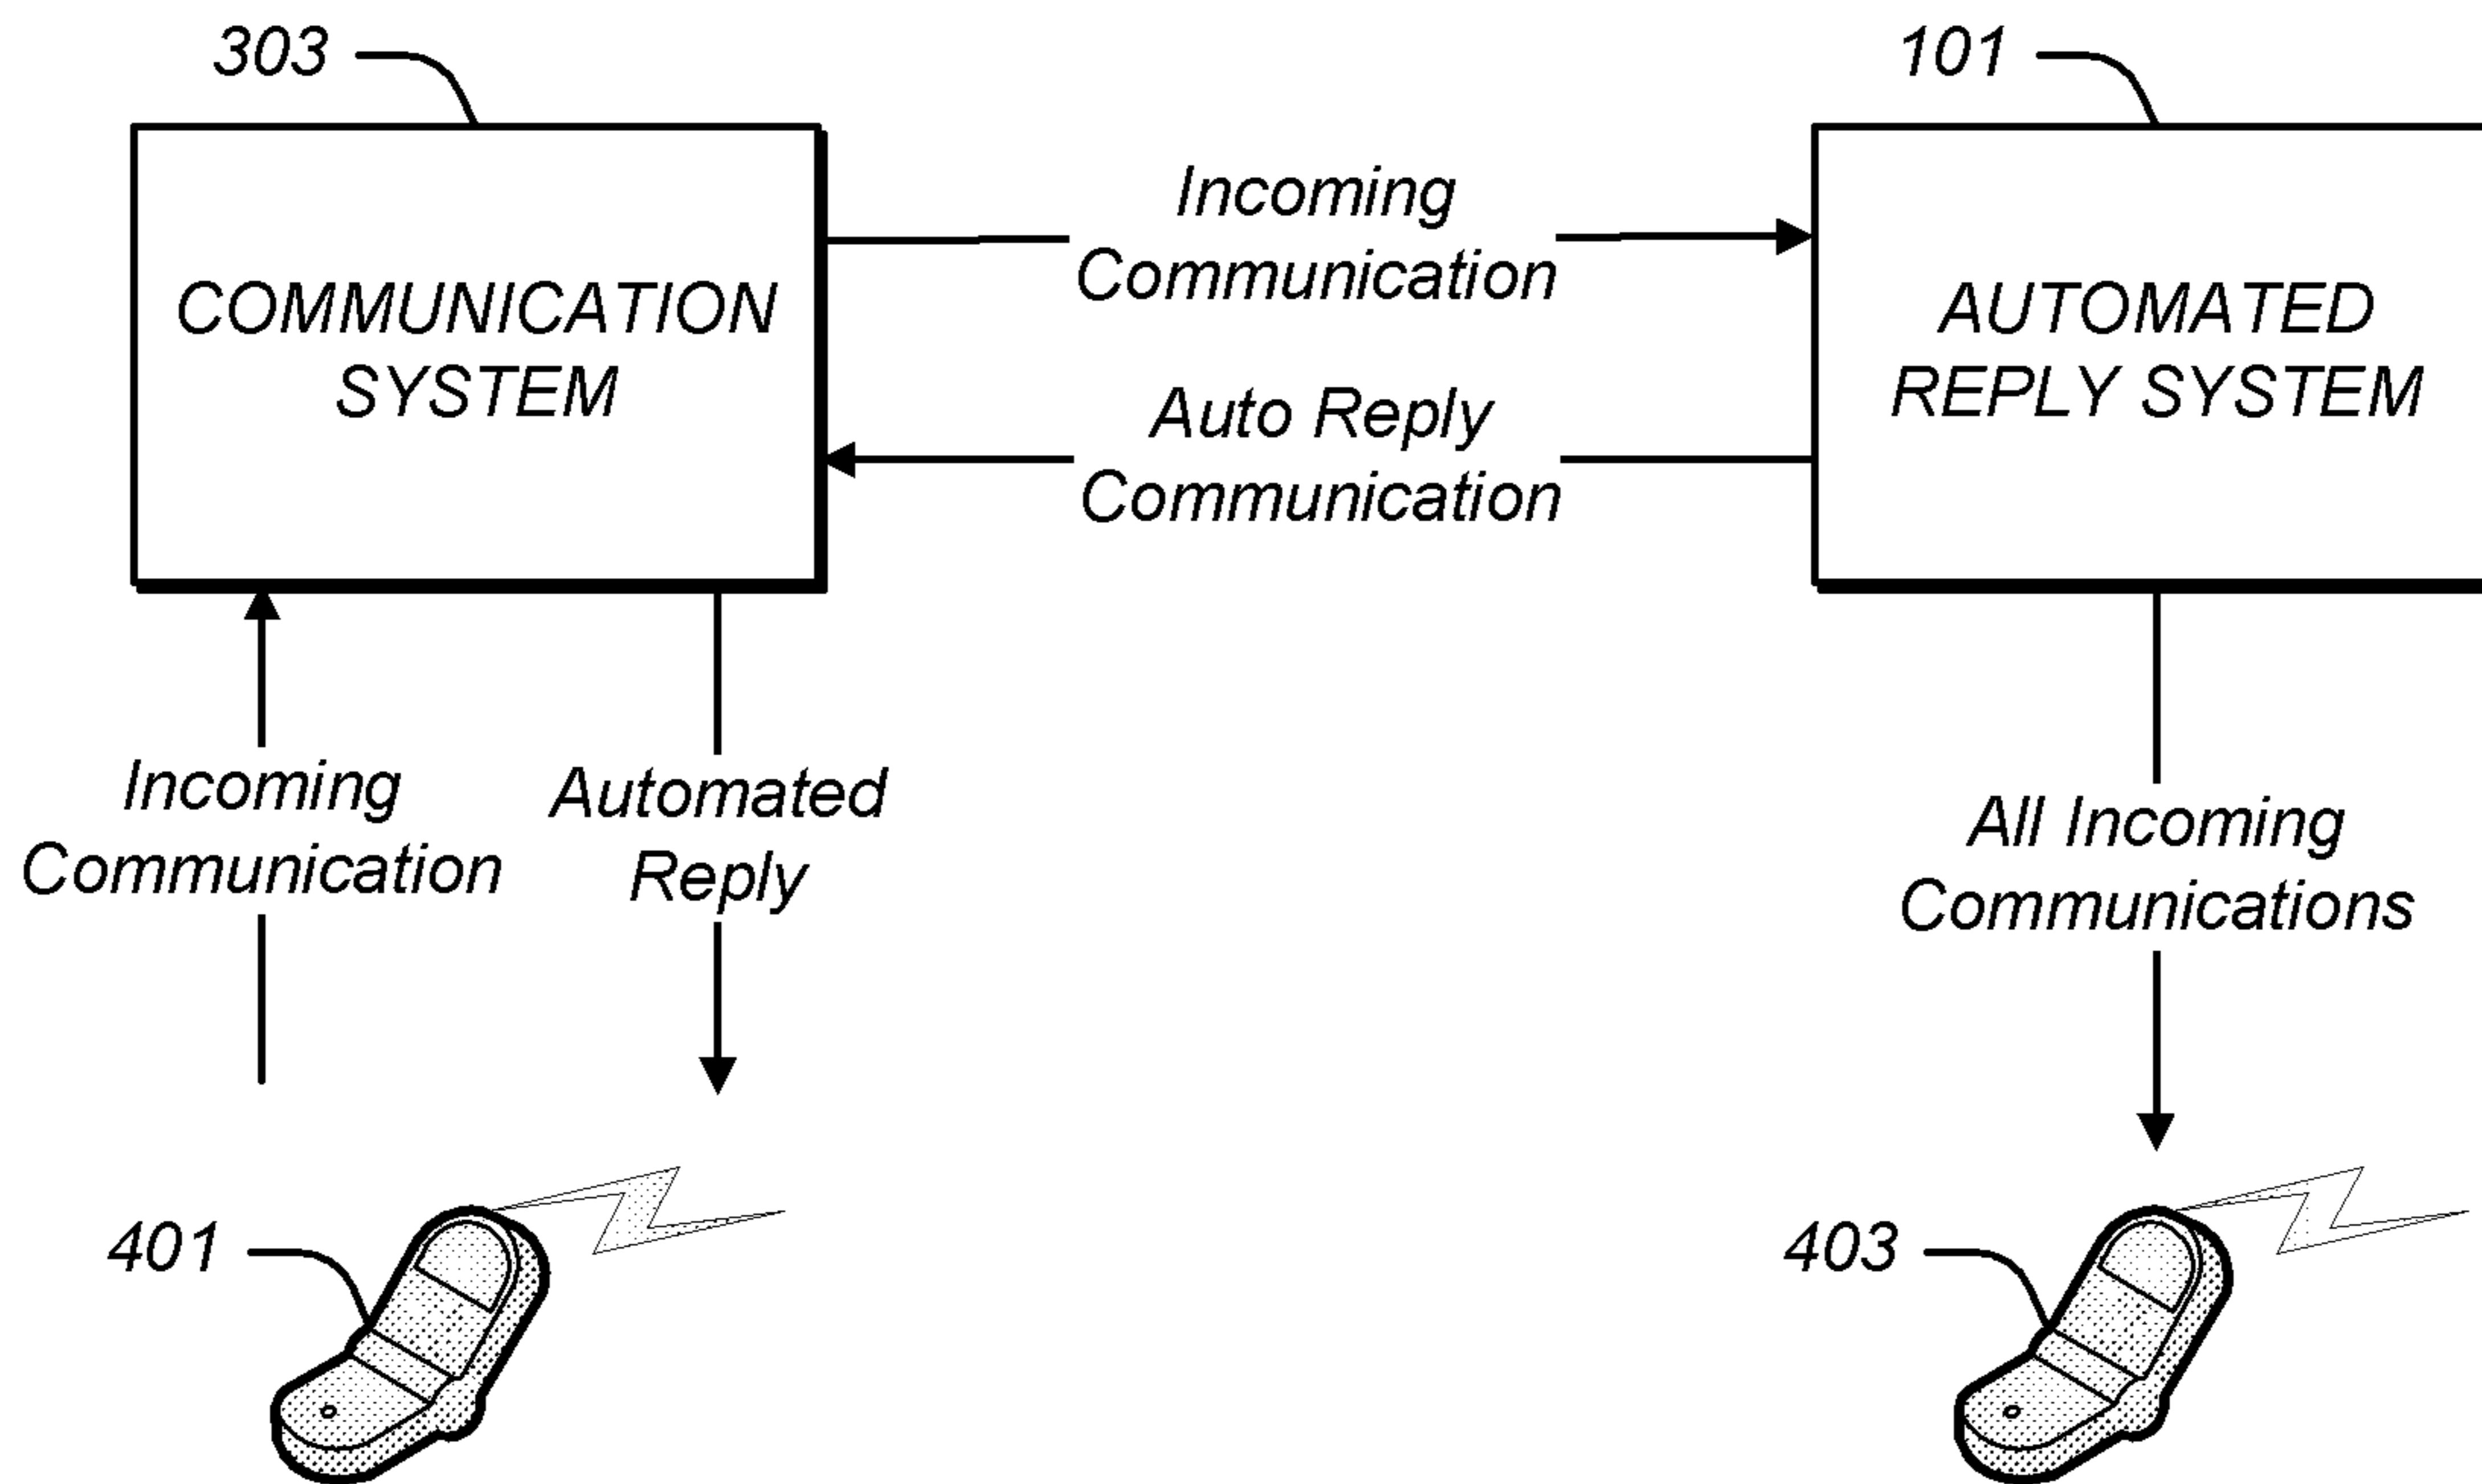 303
101
COMMUNICATION
SYSTEM
Incoming
Communication
Auto Reply
Communication
AUTOMATED
REPLY SYSTEM
Incoming
Communication
Automated
Reply
All Incoming
Communications
401
403